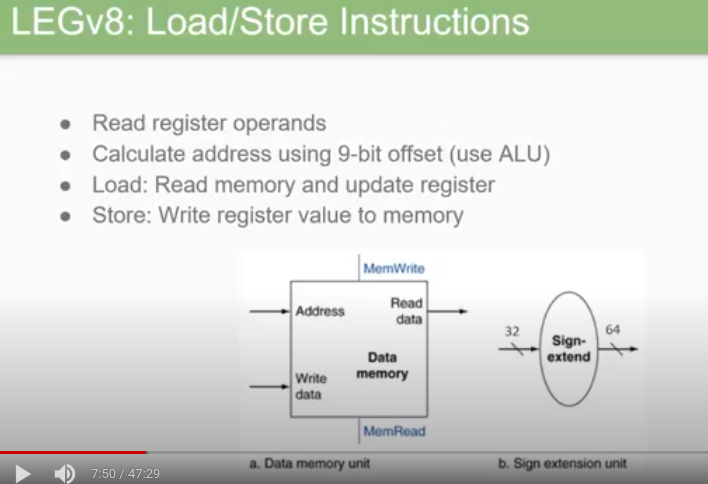 LEGv8: Load/Store Instructions
● Read register operands
● Calculate address using 9-bit offset (use ALU)
● Load: Read memory and update register
● Store: Write register value to memory
MemWrite
Address
Read
data
Data
memory
Write
data
MemRead
32
Sign-
extend
64
a. Data memory unit
b. Sign extension unit
7:50 / 47:29